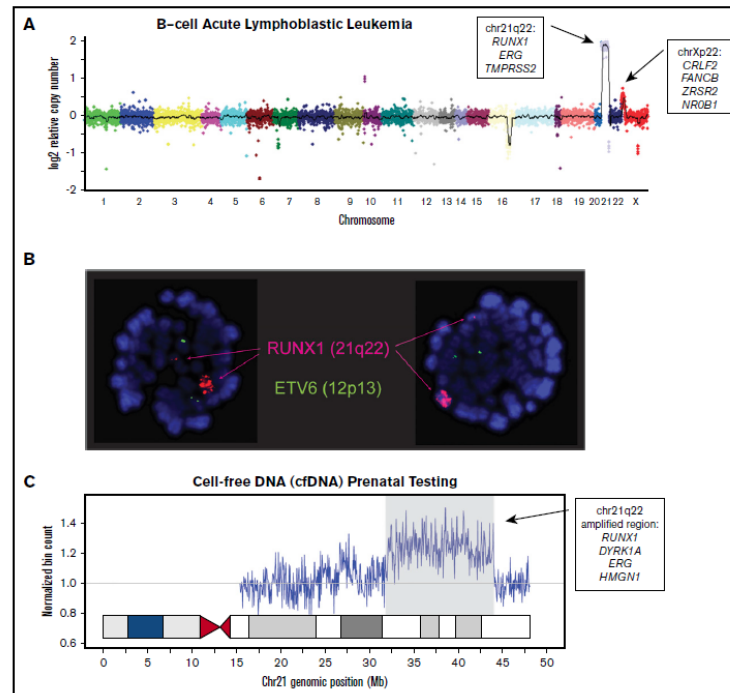 A
B–cell Acute Lymphoblastic Leukemia
chr21q22:
RUNX1
ERG
TMPRSS2
chrXp22:
CRLF2
FANCB
ZRSR2
NR0B1
log2 relative copy number
2
1
0
-1
-2
1 2 3 4 5 6 7 8 9 10 11 12 13 14 15 16 17 18 19 20 21 22 X
Chromosome
B
RUNX1 (21q22)
ETV6 (12p13)
C
Cell-free DNA (cfDNA) Prenatal Testing
chr21q22
amplified region:
RUNX1
DYRK1A
ERG
HMGN1
Normalized bin count
1.4
1.2
1.0
0.8
0.6
0 5 10 15 20 25 30 35 40 45 50
Chr21 genomic position (Mb)